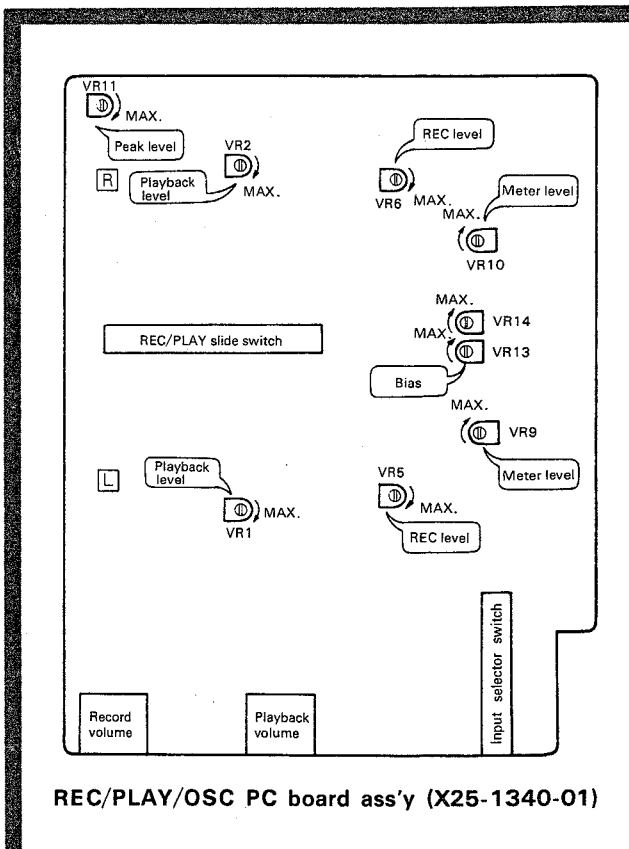 VR11
MAX.
Peak level
R
VR2
Playback
level
MAX.
REC level
VR6
MAX.
Meter level
MAX.
VR10
REC/PLAY slide switch
MAX.
VR14
MAX.
VR13
Bias
MAX.
VR9
Meter level
L
Playback
level
MAX.
VR1
VR5
MAX.
REC level
Input selector switch
Record
volume
Playback
volume
REC/PLAY/OSC PC board ass'y (X25-1340-01)